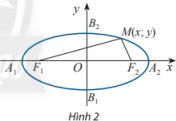 y
B₂
M(x; y)
A₁ F₁ O F₂ A₂ x
B₁
Hình 2